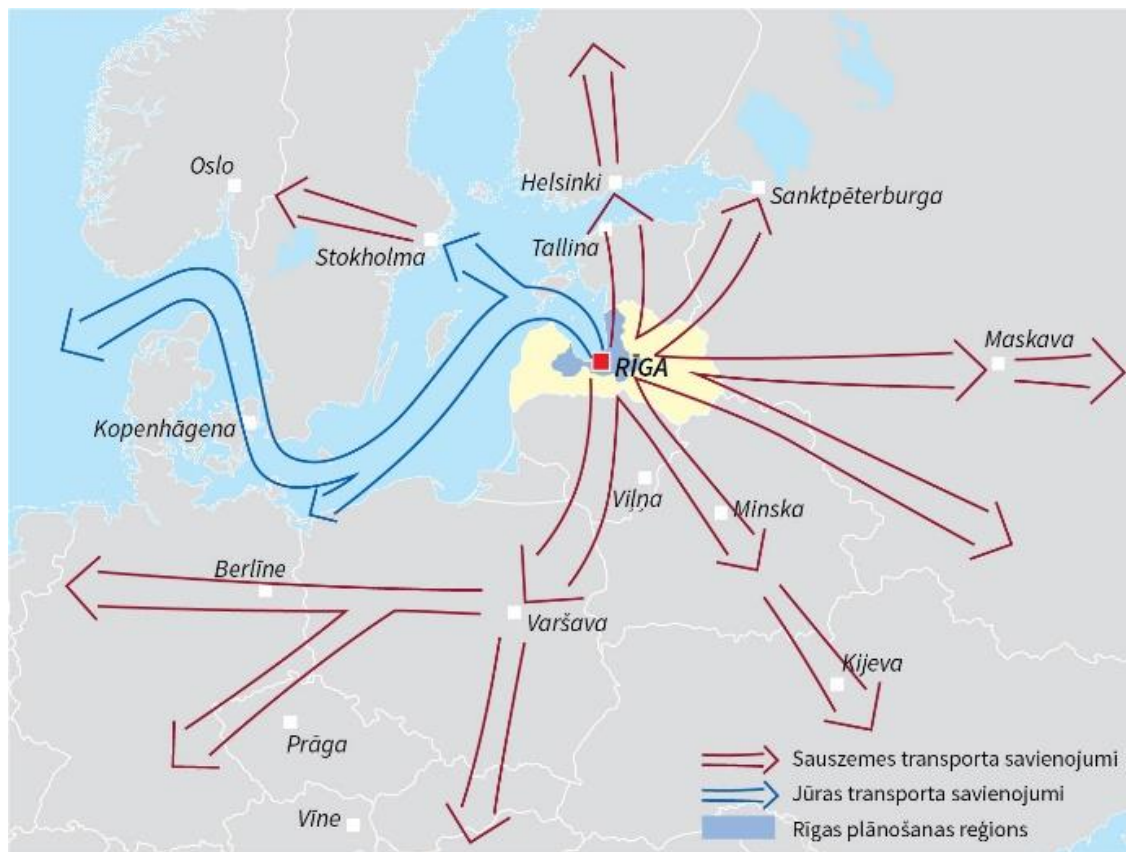 Oslo
Helsinki
Sanktpēterburga
Stokholma
Tallina
Maskava
RĪGA
Kopenhāgena
Viļņa
Minska
Berlīne
Varšava
Kijeva
Prāga
Vīne
Sauszemes transporta savienojumi
Jūras transporta savienojumi
Rīgas plānošanas reģions